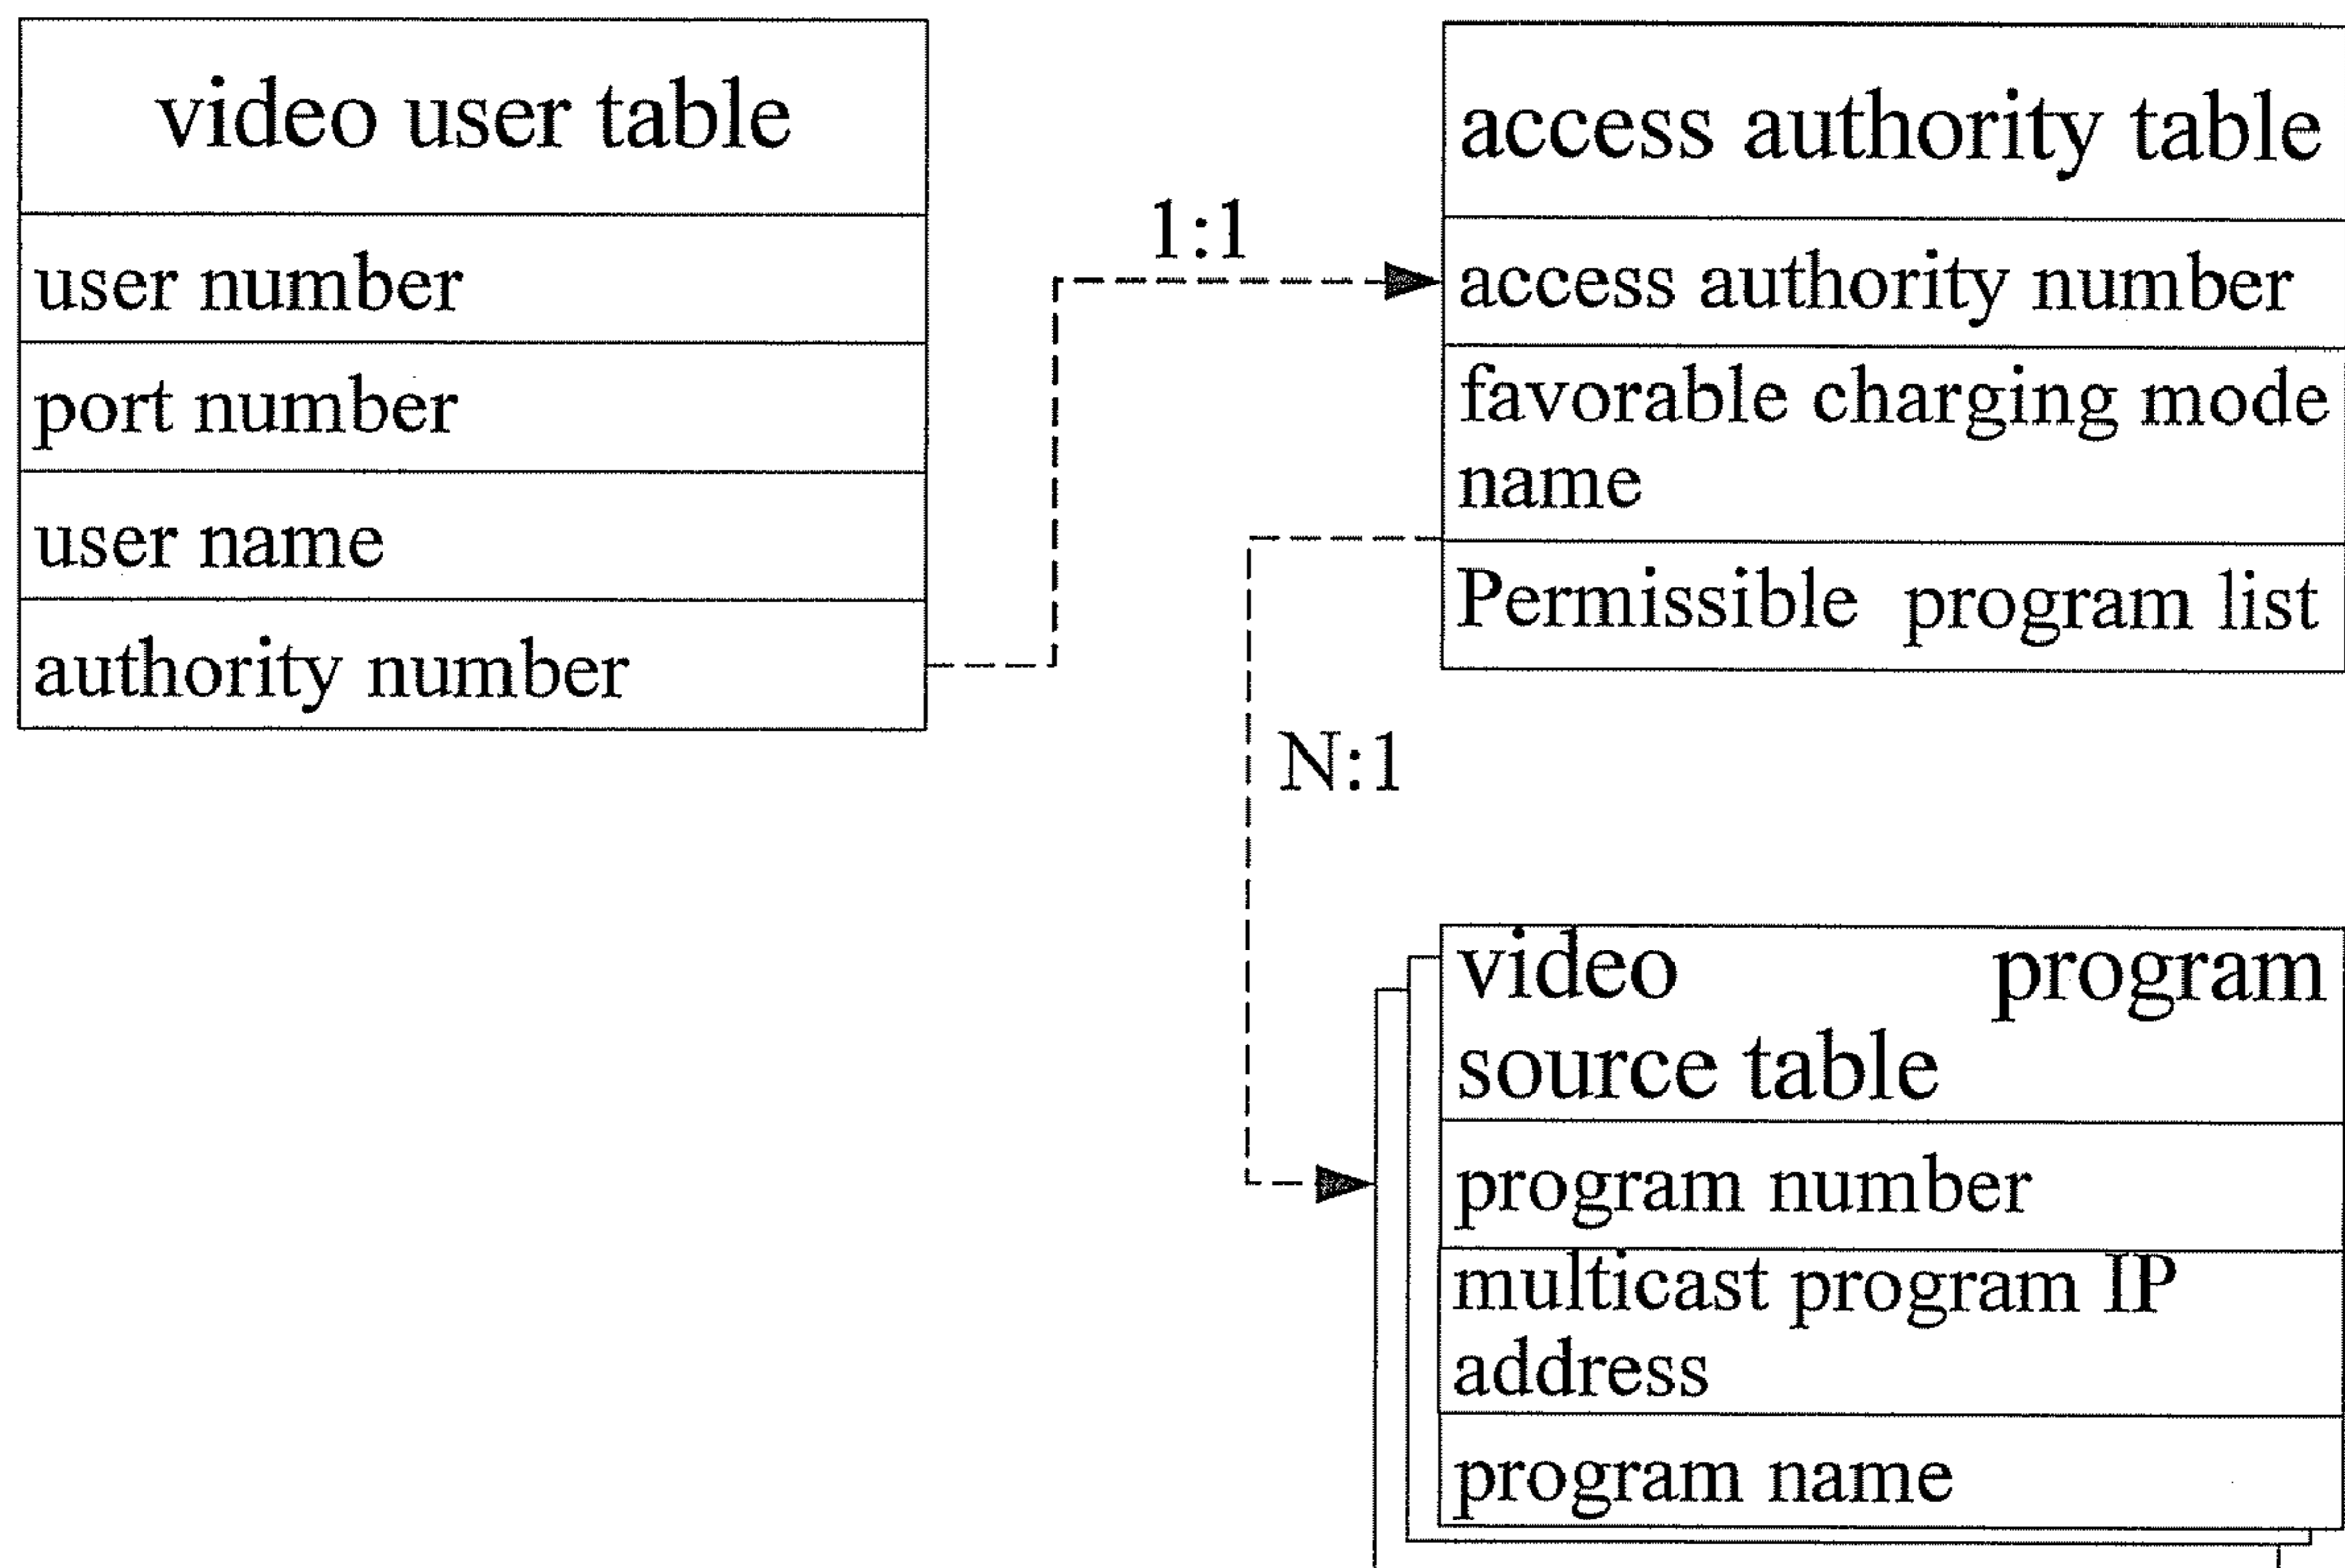 video user table
user number
port number
user name
authority number
1:1
access authority table
access authority number
favorable charging mode
name
Permissible program list
N:1
video program
source table
program number
multicast program IP
address
program name